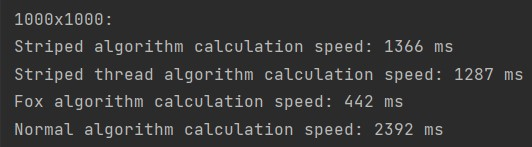 1000x1000:
Striped algorithm calculation speed: 1366 ms
Striped thread algorithm calculation speed: 1287 ms
Fox algorithm calculation speed: 442 ms
Normal algorithm calculation speed: 2392 ms